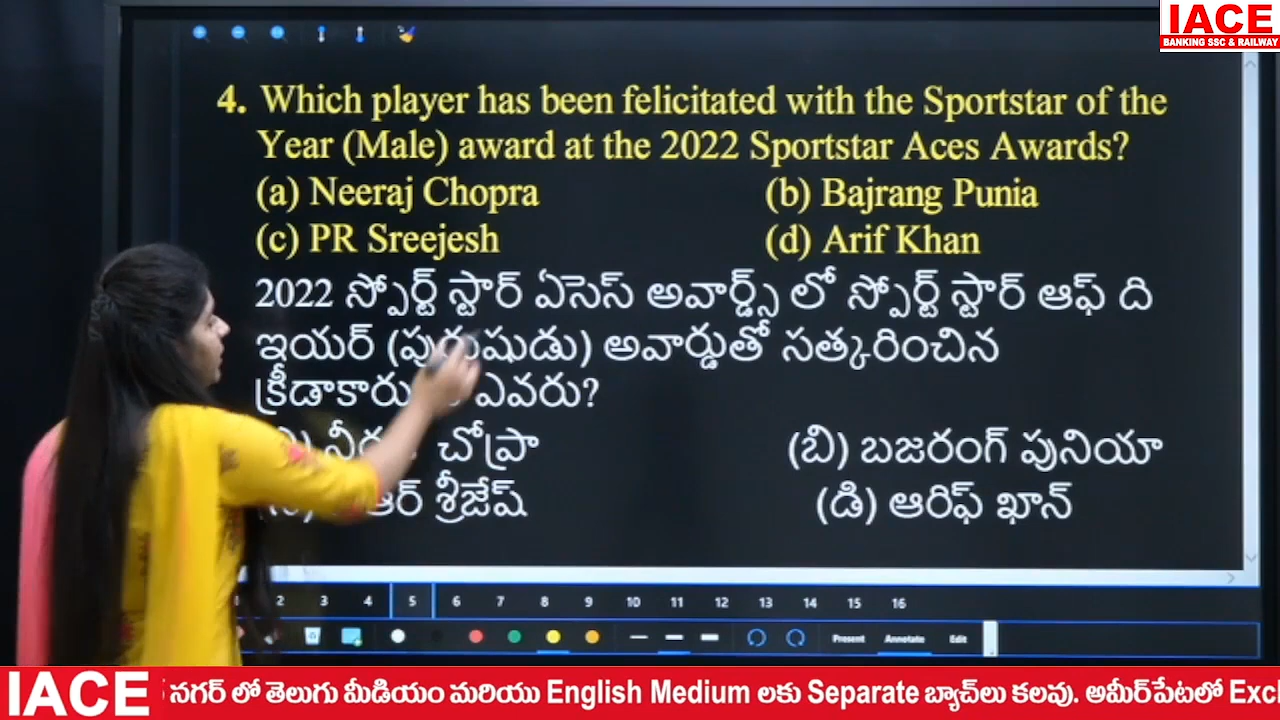 IACE
BANKING SSC & RAILWAY
4. Which player has been felicitated with the Sportstar of the
Year (Male) award at the 2022 Sportstar Aces Awards?
(a) Neeraj Chopra (b) Bajrang Punia
(c) PR Sreejesh (d) Arif Khan
2022 స్పోర్ట్ స్టార్ ఏసెస్ అవార్డ్స్ లో స్పోర్ట్ స్టార్ ఆఫ్ ది
ఇయర్ (పురుషుడు) అవార్డుతో సత్కరించిన
ఎవరు?
చోప్రా (బి) బజరంగ్ పునియా
శ్రీజేష్ (డి) ఆరిఫ్ ఖాన్
2 3 4 5 6 7 8 9 10 11 12 13 14 15 16
Present Annotate Edit
IACE నగర్ లో తెలుగు మీడియం మరియు English Medium లకు Separate బ్యాచ్‌లు కలవు. అమీర్‌పేటలో